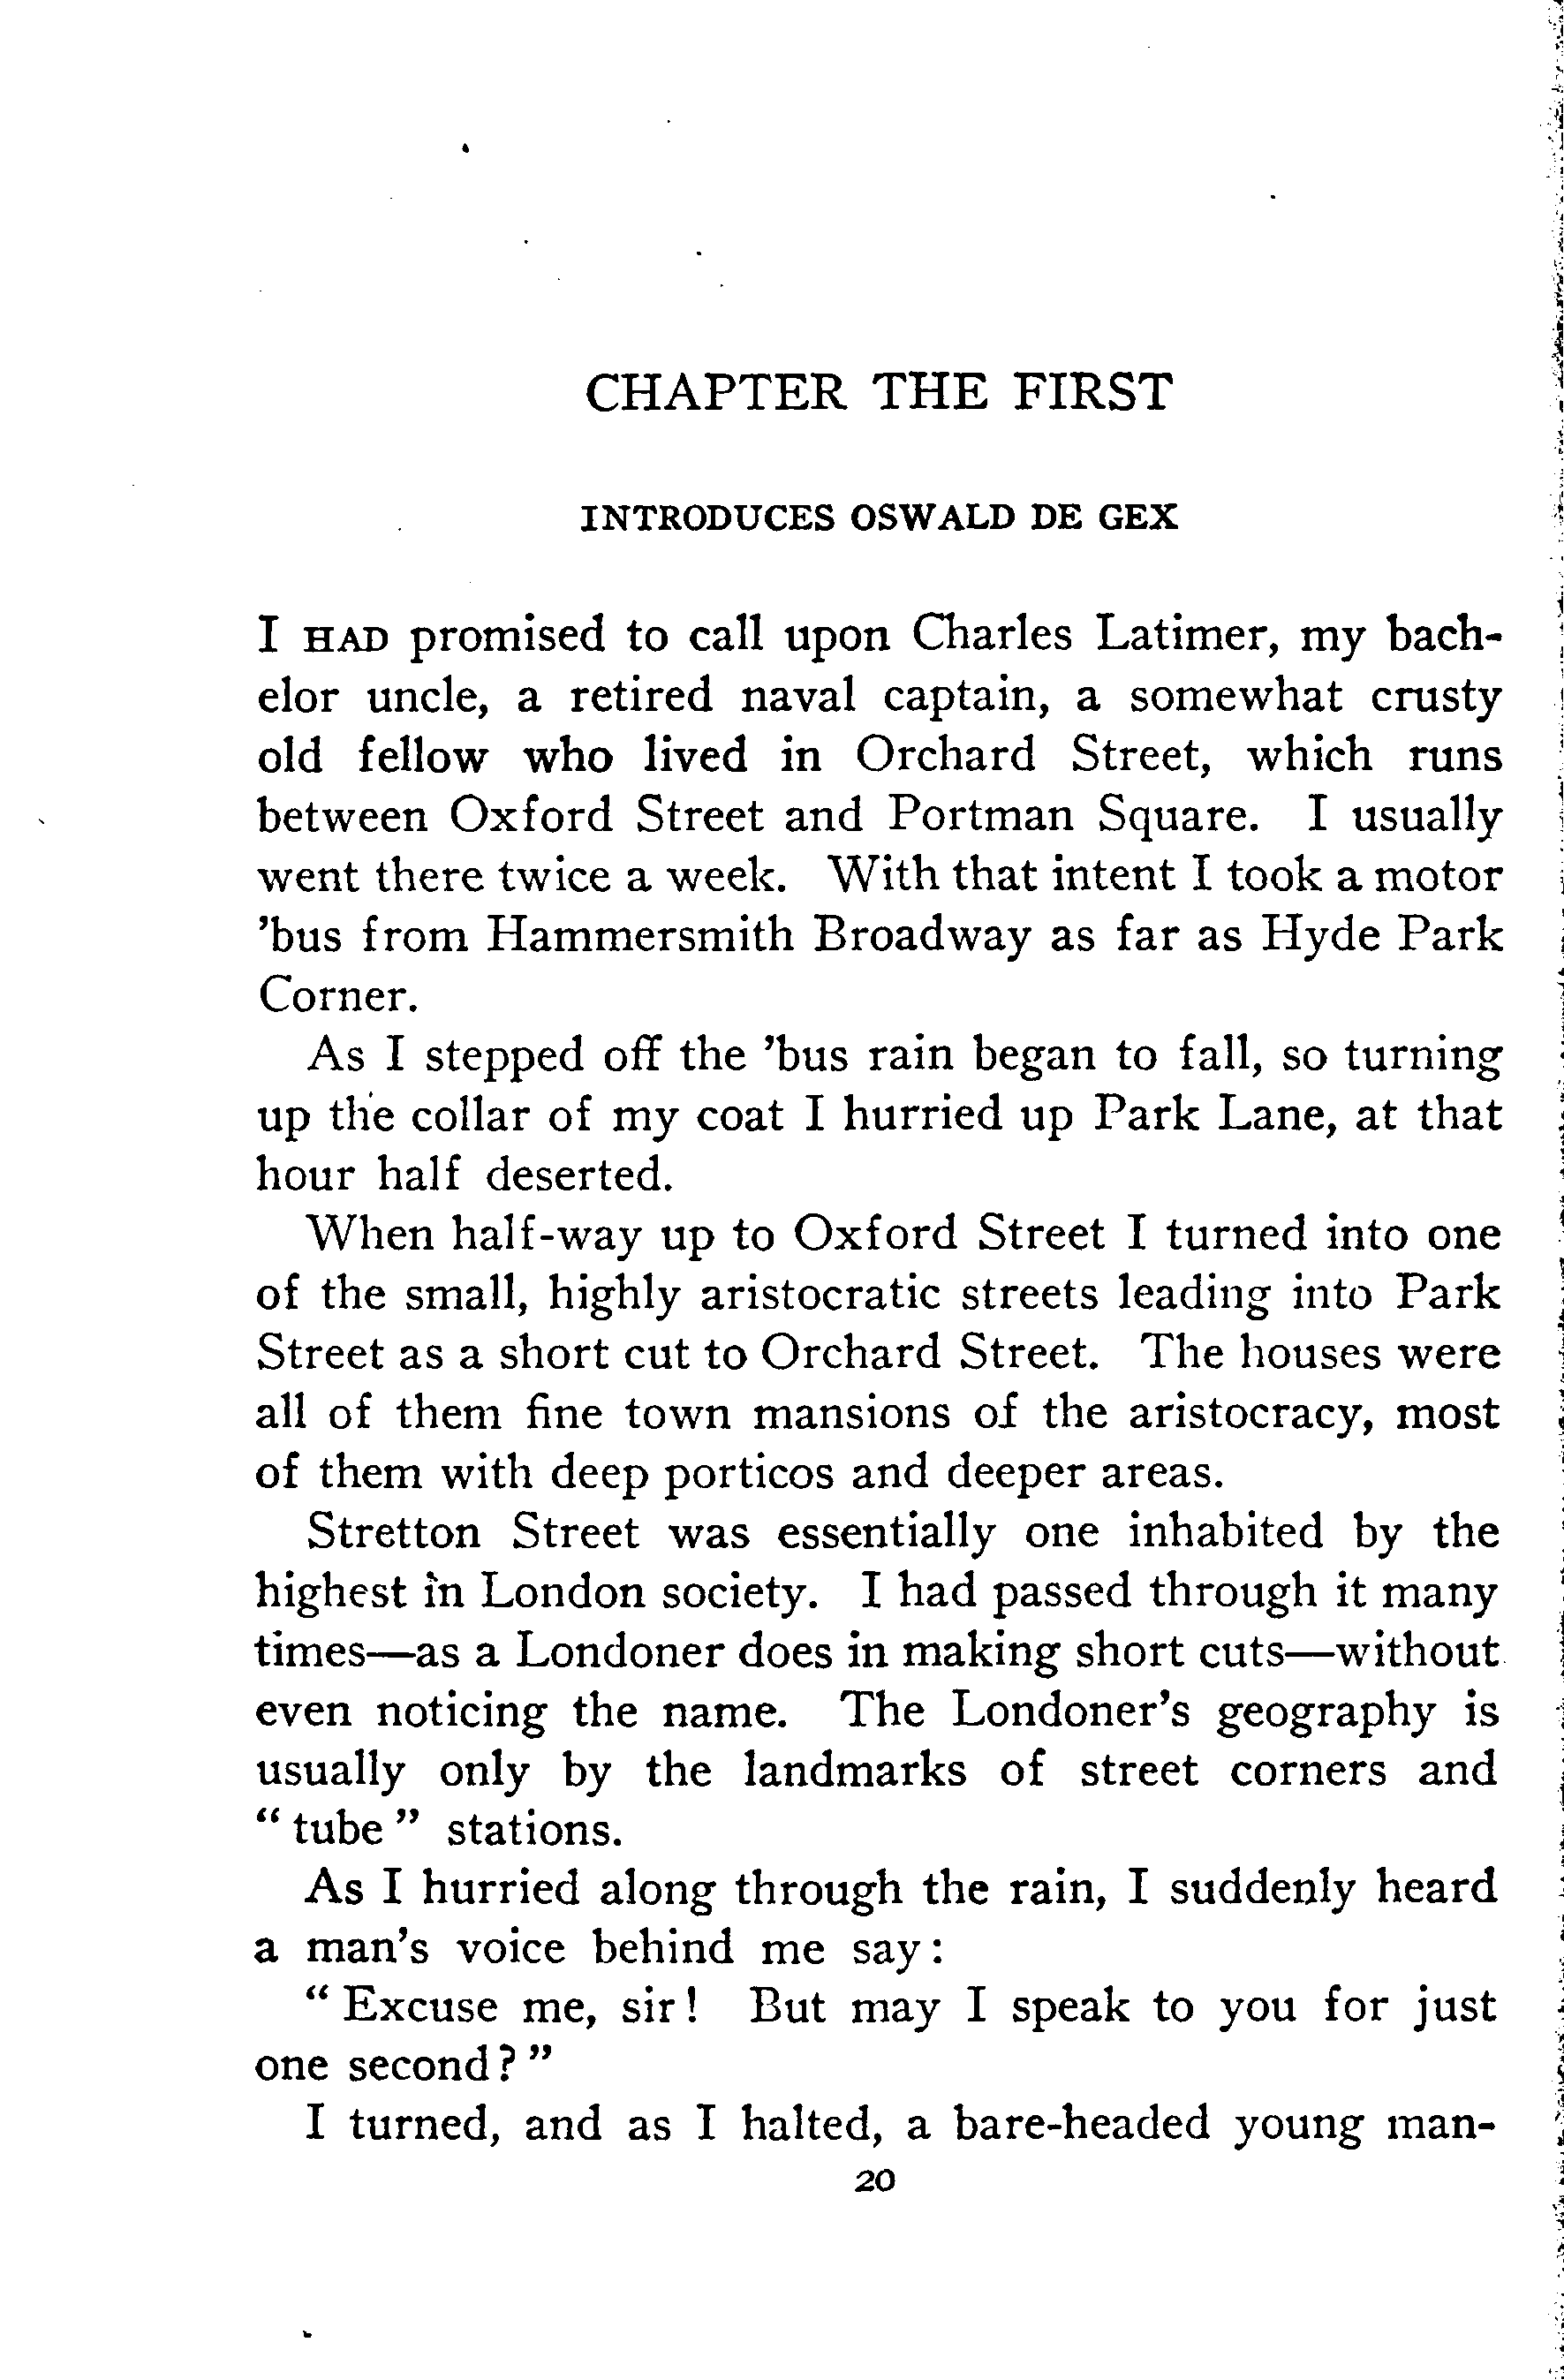 CHAPTER THE FIRST
INTRODUCES OSWALD DE GEX
I HAD promised to call upon Charles Latimer, my bach-
elor uncle, a retired naval captain, a somewhat crusty
old fellow who lived in Orchard Street, which runs
between Oxford Street and Portman Square. I usually
went there twice a week. With that intent I took a motor
'bus from Hammersmith Broadway as far as Hyde Park
Corner.
As I stepped off the 'bus rain began to fall, so turning
up the collar of my coat I hurried up Park Lane, at that
hour half deserted.
When half-way up to Oxford Street I turned into one
of the small, highly aristocratic streets leading into Park
Street as a short cut to Orchard Street. The houses were
all of them fine town mansions of the aristocracy, most
of them with deep porticos and deeper areas.
Stretton Street was essentially one inhabited by the
highest in London society. I had passed through it many
times—as a Londoner does in making short cuts—without
even noticing the name. The Londoner's geography is
usually only by the landmarks of street corners and
“ tube ” stations.
As I hurried along through the rain, I suddenly heard
a man's voice behind me say:
“ Excuse me, sir! But may I speak to you for just
one second? ”
I turned, and as I halted, a bare-headed young man-
20